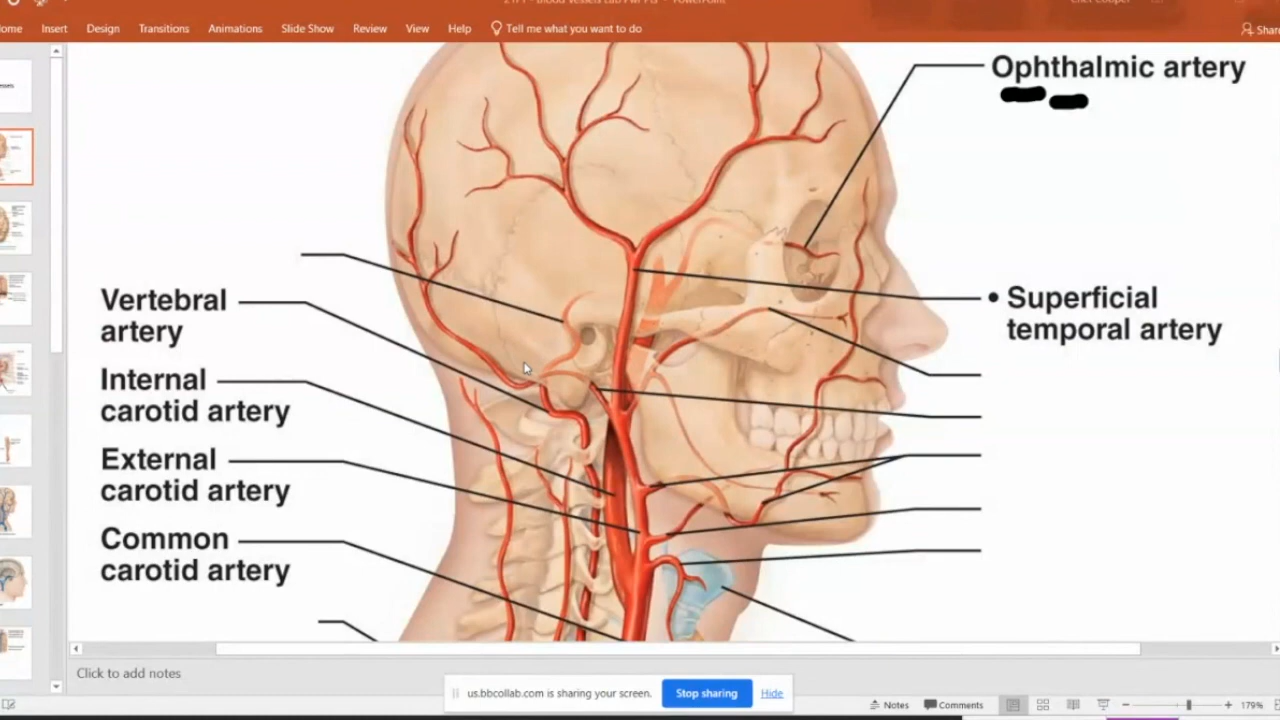 ome Insert Design Transitions Animations Slide Show Review View Help Tell me what you want to do Share
Ophthalmic artery
Superficial
temporal artery
Vertebral
artery
Internal
carotid artery
External
carotid artery
Common
carotid artery
Click to add notes
us.bbcollab.com is sharing your screen. Stop sharing Hide
Notes Comments 179%